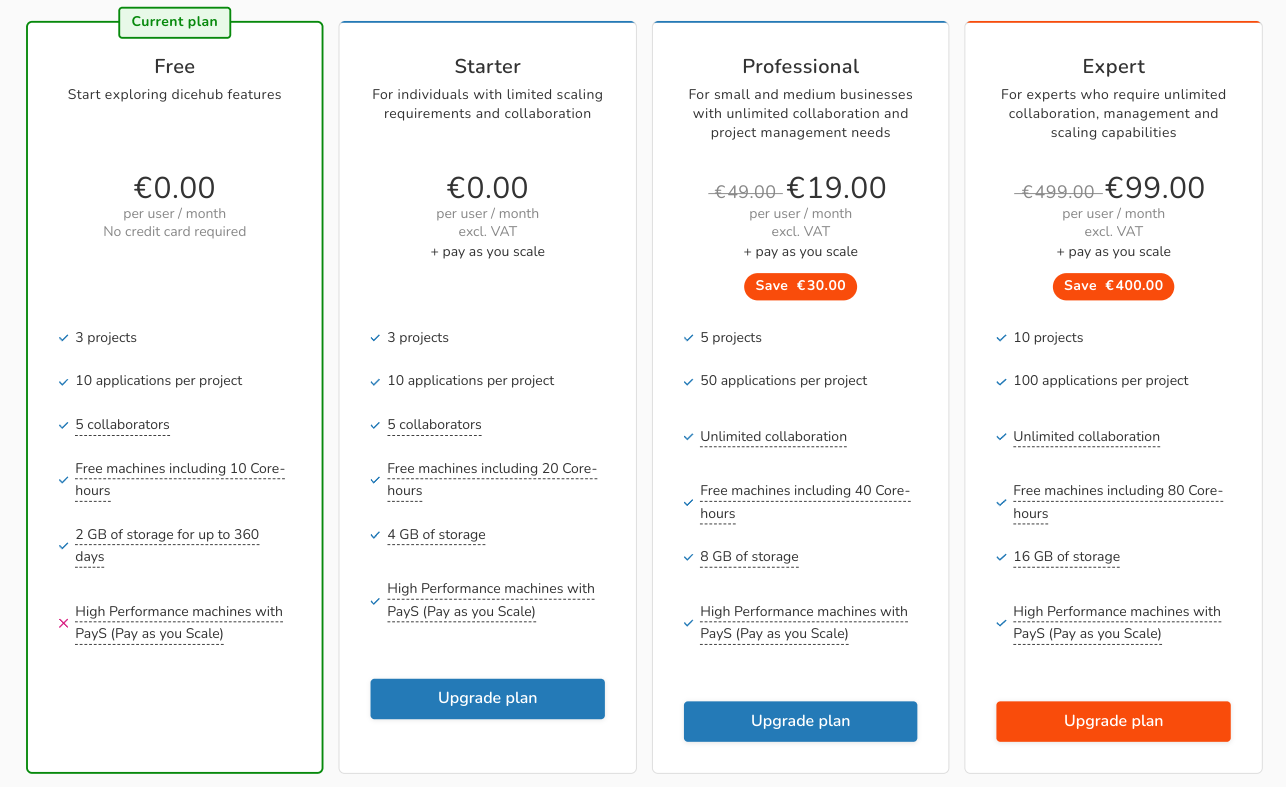 Current plan
Free
Start exploring dicehub features
€0.00
per user / month
No credit card required
3 projects
10 applications per project
5 collaborators
Free machines including 10 Core-
hours
2 GB of storage for up to 360
days
High Performance machines with
PayS (Pay as you Scale)
Starter
For individuals with limited scaling
requirements and collaboration
€0.00
per user / month
excl. VAT
+ pay as you scale
3 projects
10 applications per project
5 collaborators
Free machines including 20 Core-
hours
4 GB of storage
High Performance machines with
PayS (Pay as you Scale)
Upgrade plan
Professional
For small and medium businesses
with unlimited collaboration and
project management needs
€49.00 €19.00
per user / month
excl. VAT
+ pay as you scale
Save €30.00
5 projects
50 applications per project
Unlimited collaboration
Free machines including 40 Core-
hours
8 GB of storage
High Performance machines with
PayS (Pay as you Scale)
Upgrade plan
Expert
For experts who require unlimited
collaboration, management and
scaling capabilities
€499.00 €99.00
per user / month
excl. VAT
+ pay as you scale
Save €400.00
10 projects
100 applications per project
Unlimited collaboration
Free machines including 80 Core-
hours
16 GB of storage
High Performance machines with
PayS (Pay as you Scale)
Upgrade plan